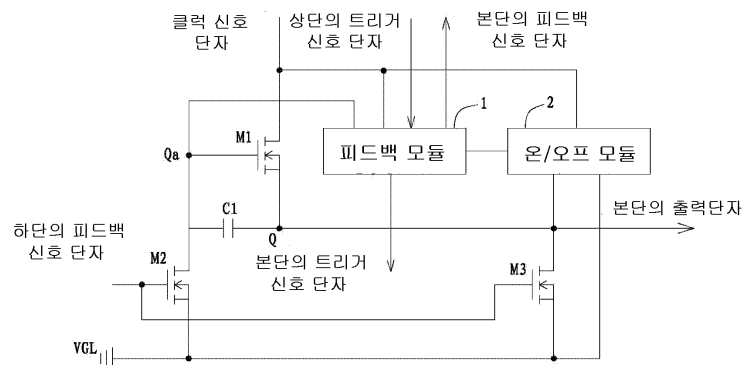 클럭 신호
단자
상단의 트리거
신호 단자
본단의 피드백
신호 단자
1
2
M1
Qa
피드백 모듈
온/오프 모듈
C1
Q
본단의 출력단자
하단의 피드백
신호 단자
본단의 트리거
신호 단자
M2
M3
VGL